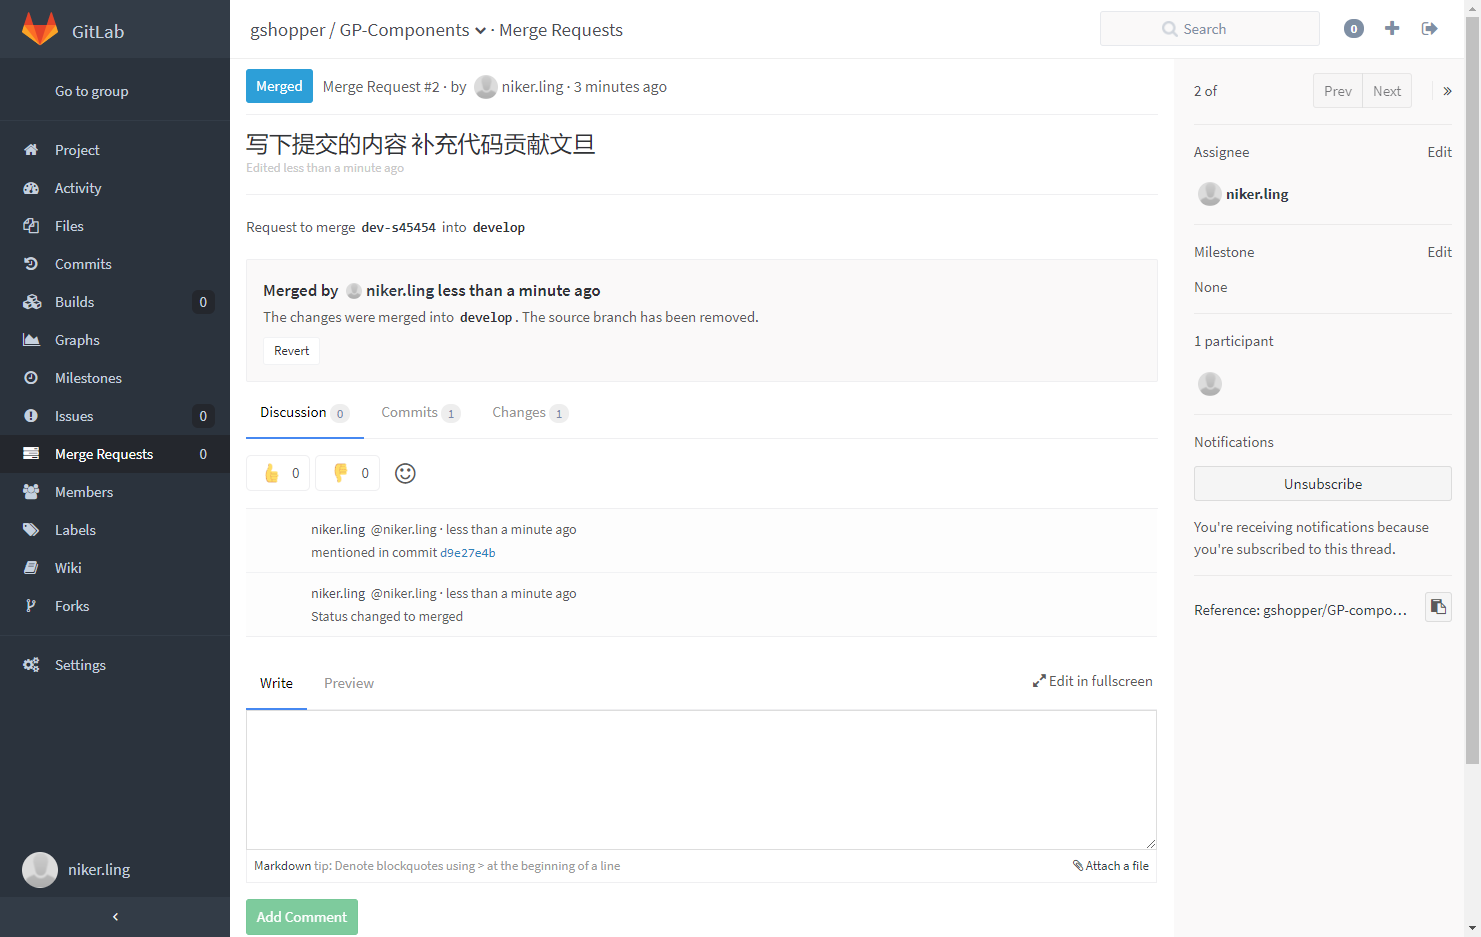 GitLab
Go to group
Project
Activity
Files
Commits
Builds 0
Graphs
Milestones
Issues 0
Merge Requests 0
Members
Labels
Wiki
Forks
Settings
niker.ling
gshopper / GP-Components · Merge Requests
Search
0
Merged Merge Request #2 · by niker.ling · 3 minutes ago
写下提交的内容 补充代码贡献文旦
Edited less than a minute ago
Request to merge dev-s45454 into develop
Merged by niker.ling less than a minute ago
The changes were merged into develop. The source branch has been removed.
Revert
Discussion 0 Commits 1 Changes 1
0 0
niker.ling @niker.ling · less than a minute ago
mentioned in commit d9e27e4b
niker.ling @niker.ling · less than a minute ago
Status changed to merged
Write Preview Edit in fullscreen
Markdown tip: Denote blockquotes using > at the beginning of a line Attach a file
Add Comment
2 of Prev Next »
Assignee Edit
niker.ling
Milestone Edit
None
1 participant
Notifications
Unsubscribe
You're receiving notifications because
you're subscribed to this thread.
Reference: gshopper/GP-compo...